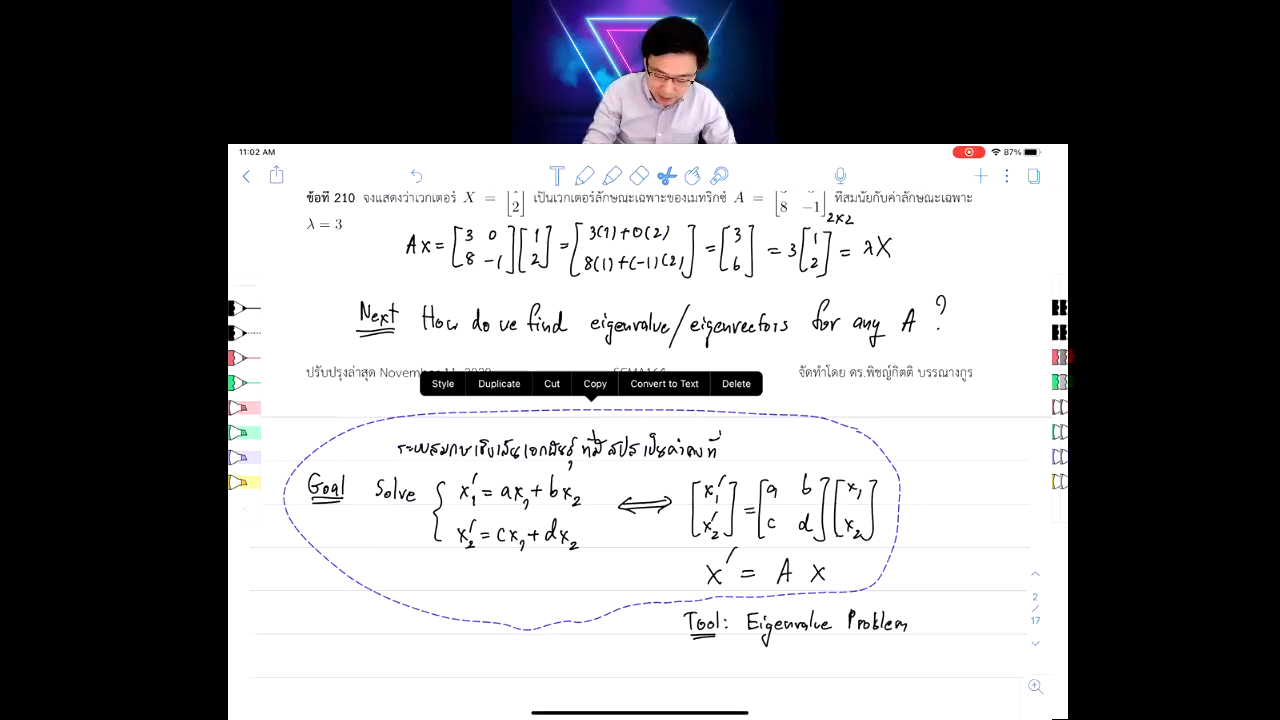 11:02 AM
87%
ข้อที่ 210 จงแสดงว่าเวกเตอร์ X = [1 2] เป็นเวกเตอร์ลักษณะเฉพาะของเมทริกซ์ A = [8 −1] ที่สมนัยกับค่าลักษณะเฉพาะ
2x2
λ = 3
AX = [3 0 8 -1] [1 2] = [3(1)+0(2) 8(1)+(-1)(2)] = [3 6] = 3 [1 2] = λX
Next How do we find eigenvalue/eigenvectors for any A ?
ปรับปรุงล่าสุด November 11, 2020 SCMA164 จัดทำโดย ดร.พิชญ์กิตติ บรรณางกูร
Style Duplicate Cut Copy Convert to Text Delete
ระบบสมการเชิงเส้นเอกพันธุ์ ที่มี สปส เป็นค่าคงที่
Goal Solve { x₁′ = ax₁ + bx₂ ⟺ [x₁′ x₂′] = [a b c d] [x₁ x₂]
x₂′ = cx₁ + dx₂
X′ = A X
Tool: Eigenvalue Problem
2
/
17